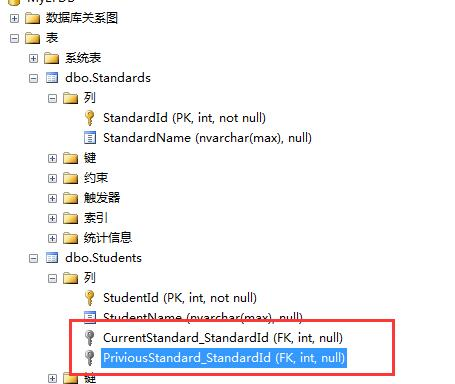 数据库关系图
表
系统表
dbo.Standards
列
StandardId (PK, int, not null)
StandardName (nvarchar(max), null)
键
约束
触发器
索引
统计信息
dbo.Students
列
StudentId (PK, int, not null)
StudentName (nvarchar(max), null)
CurrentStandard_StandardId (FK, int, null)
PriviousStandard_StandardId (FK, int, null)
键